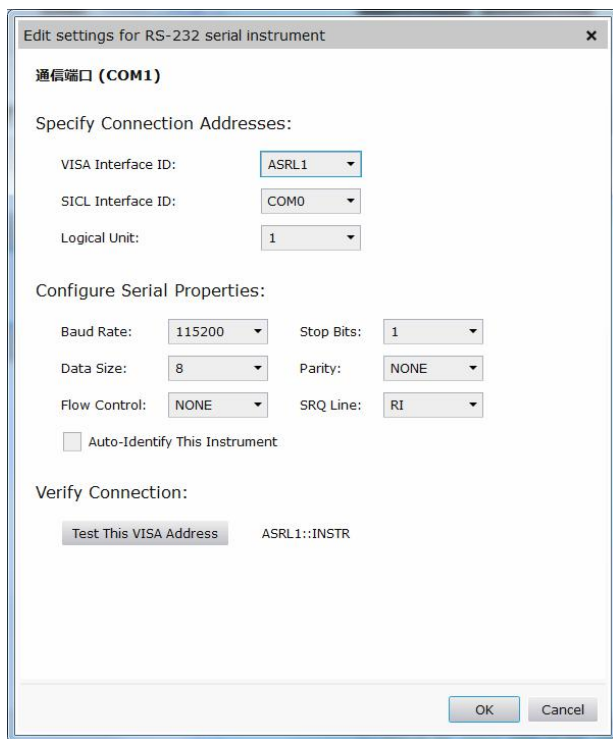 Edit settings for RS-232 serial instrument ×
通信端口 (COM1)
Specify Connection Addresses:
VISA Interface ID: ASRL1
SICL Interface ID: COM0
Logical Unit: 1
Configure Serial Properties:
Baud Rate: 115200 Stop Bits: 1
Data Size: 8 Parity: NONE
Flow Control: NONE SRQ Line: RI
Auto-Identify This Instrument
Verify Connection:
Test This VISA Address ASRL1::INSTR
OK Cancel